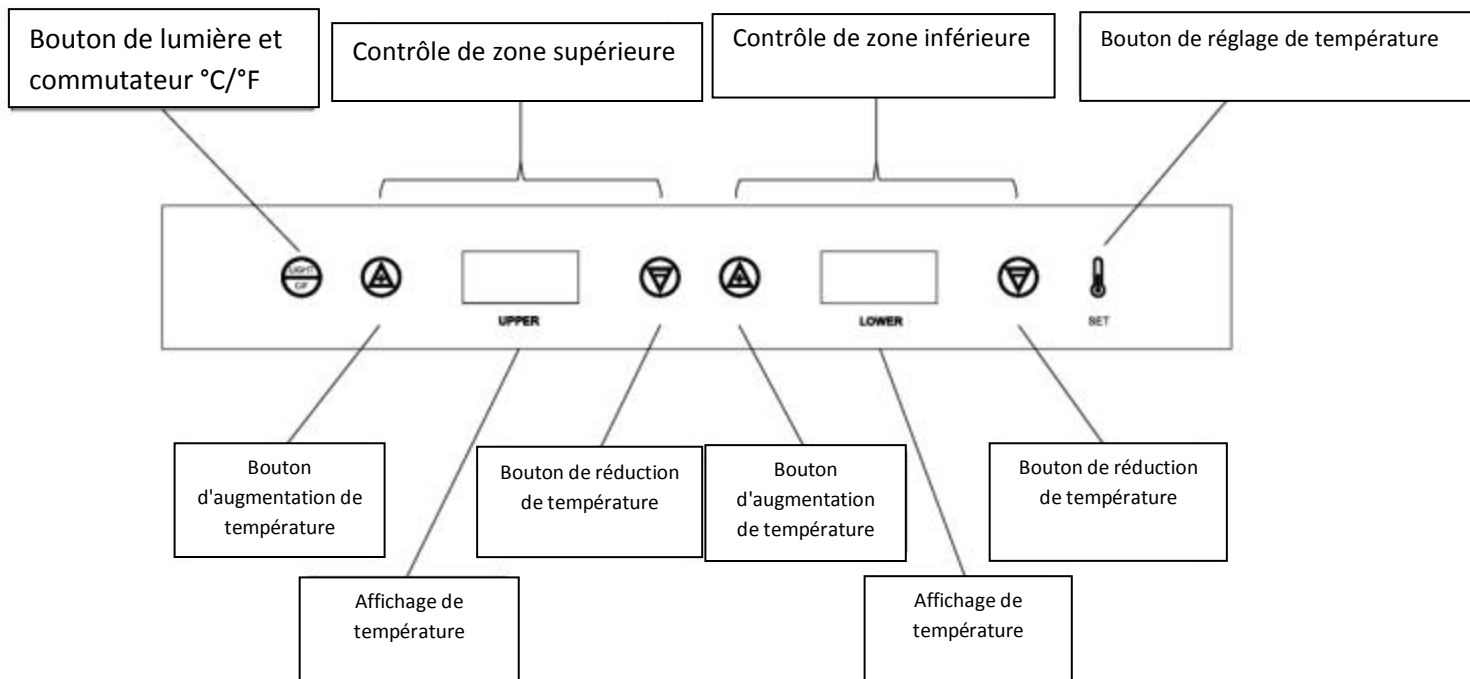 Bouton de lumière et
commutateur °C/°F
Contrôle de zone supérieure
Contrôle de zone inférieure
Bouton de réglage de température
LIGHT
C/F
UPPER
LOWER
SET
Bouton
d'augmentation de
température
Bouton de réduction
de température
Bouton
d'augmentation
de température
Bouton de réduction
de température
Affichage de
température
Affichage de
température